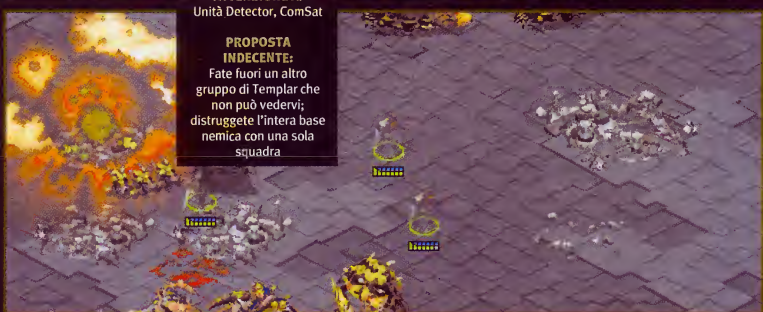 Unità Detector, ComSat
PROPOSTA
INDECENTE:
Fate fuori un altro
gruppo di Templar che
non può vedervi;
distruggete l'intera base
nemica con una sola
squadra